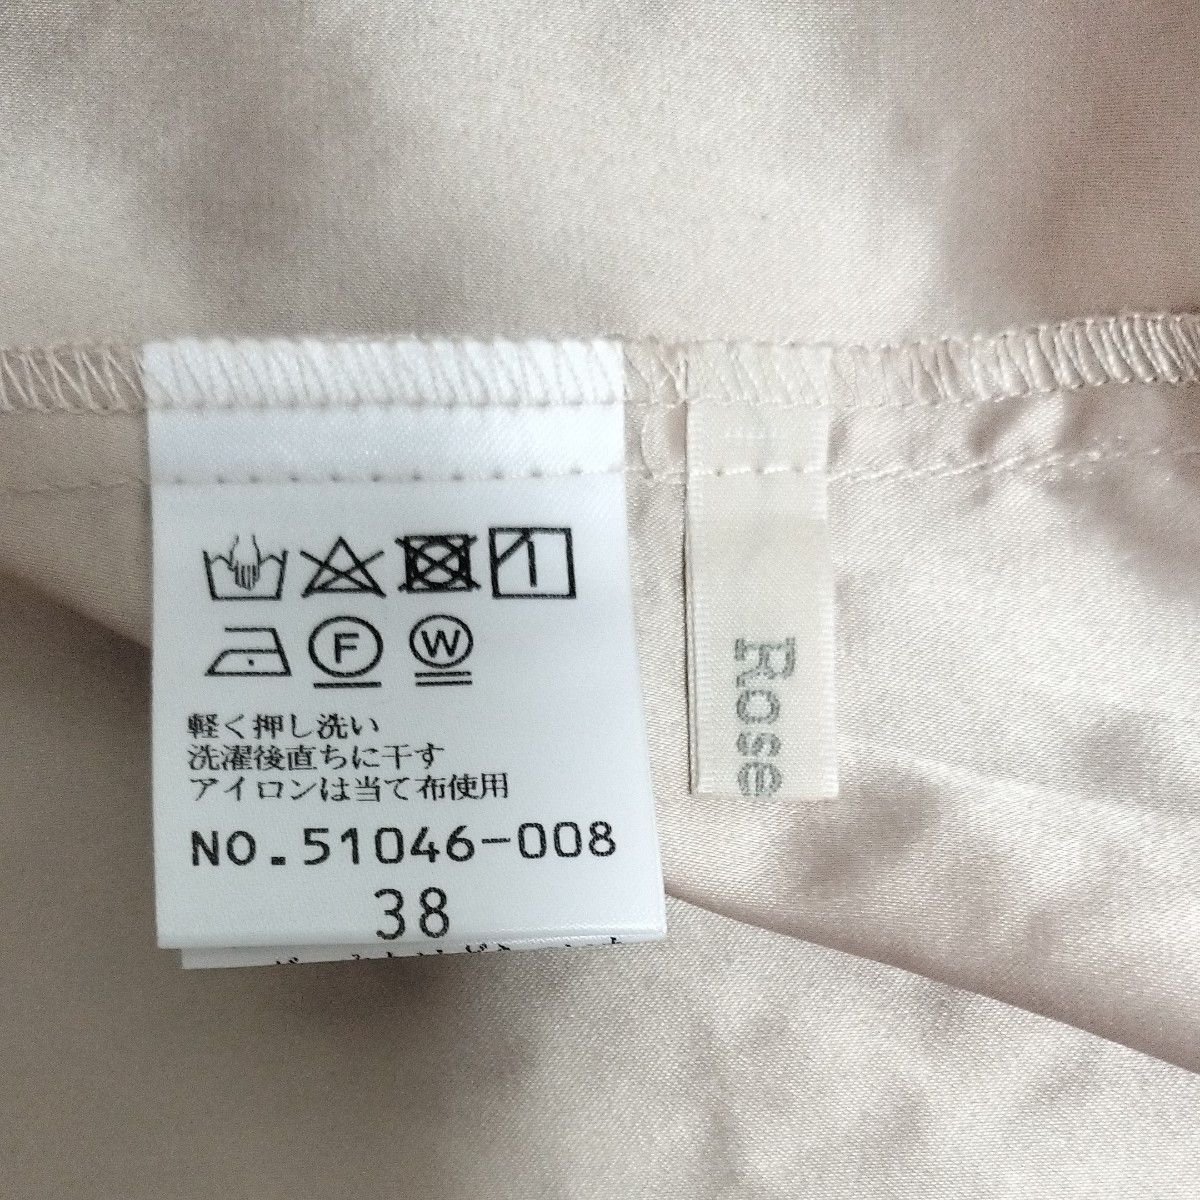 F W
軽く押し洗い
洗濯後直ちに干す
アイロンは当て布使用
NO.51046-008
38
Rose